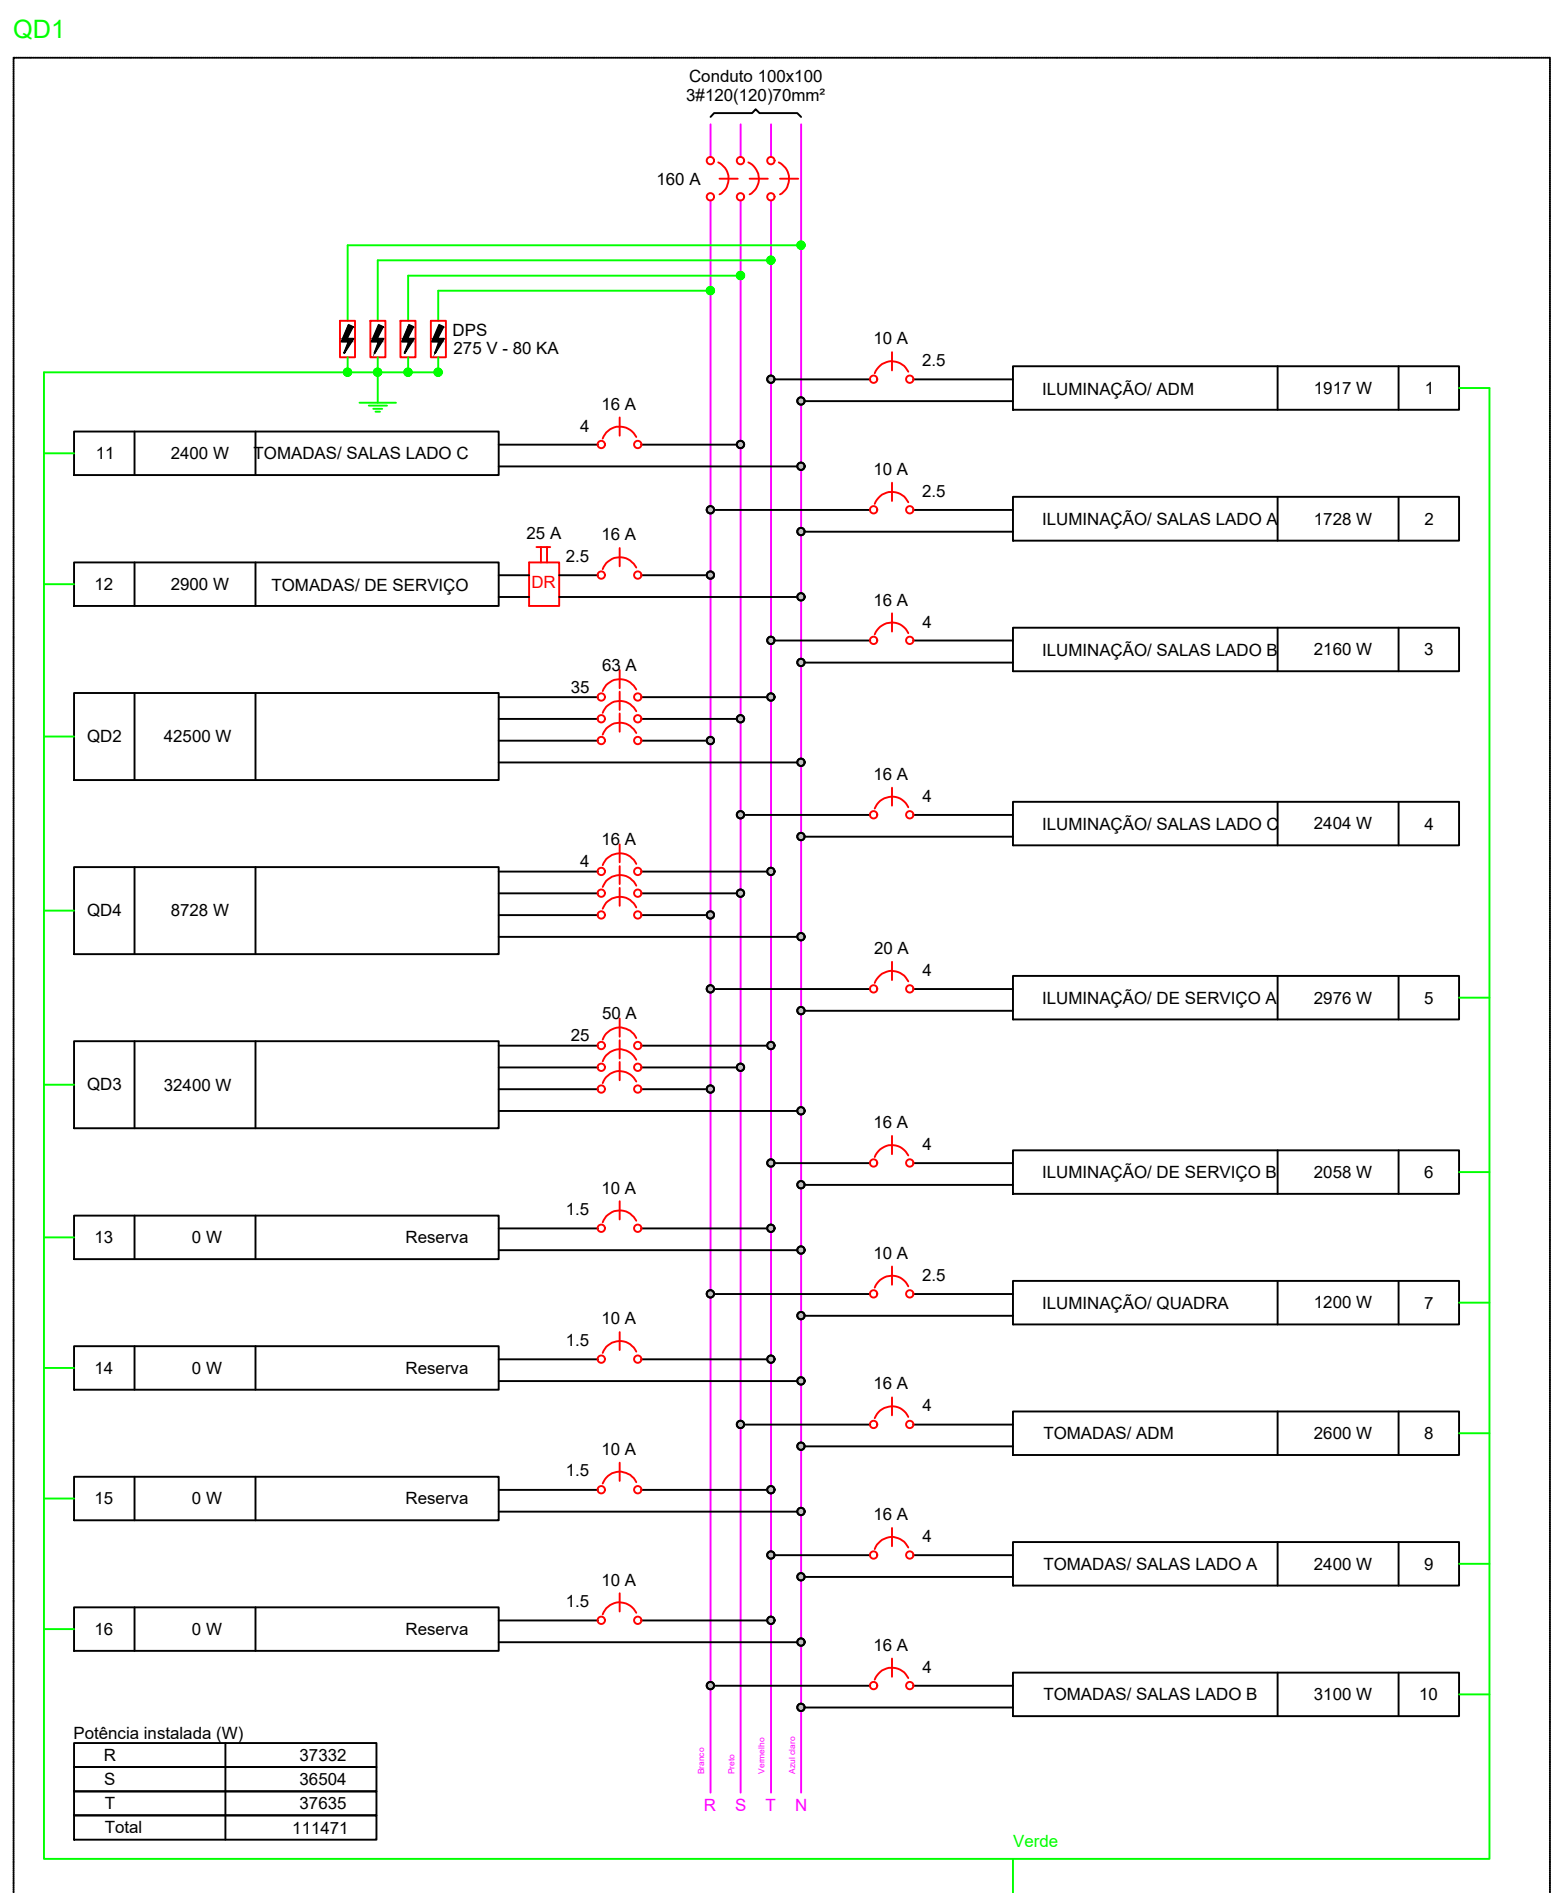 QD1
Conduto 100x100
3#120(120)70mm²
160 A
DPS
275 V - 80 KA
10 A
2.5
ILUMINAÇÃO/ ADM 1917 W 1
16 A
4
11 2400 W TOMADAS/ SALAS LADO C
10 A
2.5
ILUMINAÇÃO/ SALAS LADO A 1728 W 2
25 A 16 A
2.5
12 2900 W TOMADAS/ DE SERVIÇO DR
16 A
4
ILUMINAÇÃO/ SALAS LADO B 2160 W 3
63 A
35
QD2 42500 W
16 A
4
ILUMINAÇÃO/ SALAS LADO C 2404 W 4
16 A
4
QD4 8728 W
20 A
4
ILUMINAÇÃO/ DE SERVIÇO A 2976 W 5
50 A
25
QD3 32400 W
16 A
4
ILUMINAÇÃO/ DE SERVIÇO B 2058 W 6
10 A
1.5
13 0 W Reserva
10 A
2.5
ILUMINAÇÃO/ QUADRA 1200 W 7
10 A
1.5
14 0 W Reserva
16 A
4
TOMADAS/ ADM 2600 W 8
10 A
1.5
15 0 W Reserva
16 A
4
TOMADAS/ SALAS LADO A 2400 W 9
10 A
1.5
16 0 W Reserva
16 A
4
TOMADAS/ SALAS LADO B 3100 W 10
Potência instalada (W)
R 37332
S 36504
T 37635
Total 111471
Branco
Preto
Vermelho
Azul claro
R S T N
Verde